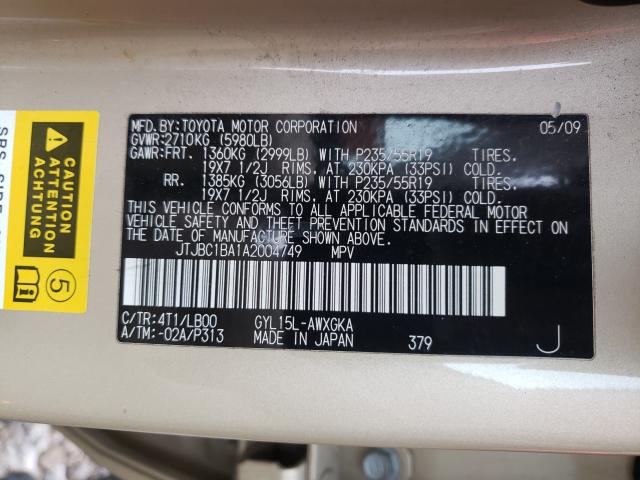 MFD.BY:TOYOTA MOTOR CORPORATION 05/09
GVWR:2710KG (5980LB)
GAWR:FRT. 1360KG (2999LB) WITH P235/55R19 TIRES.
19X7 1/2J RIMS, AT 230KPA (33PSI) COLD.
RR. 1385KG (3056LB) WITH P235/55R19 TIRES,
19X7 1/2J RIMS, AT 230KPA (33PSI) COLD.
THIS VEHICLE CONFORMS TO ALL APPLICABLE FEDERAL MOTOR
VEHICLE SAFETY AND THEFT PREVENTION STANDARDS IN EFFECT ON
THE DATE OF MANUFACTURE SHOWN ABOVE.
JTJBC1BA1A2004749 MPV
C/TR:4T1/LB00 GYL15L-AWXGKA
A/TM:-02A/P313 MADE IN JAPAN 379 J
CAUTION
ATTENTION
5